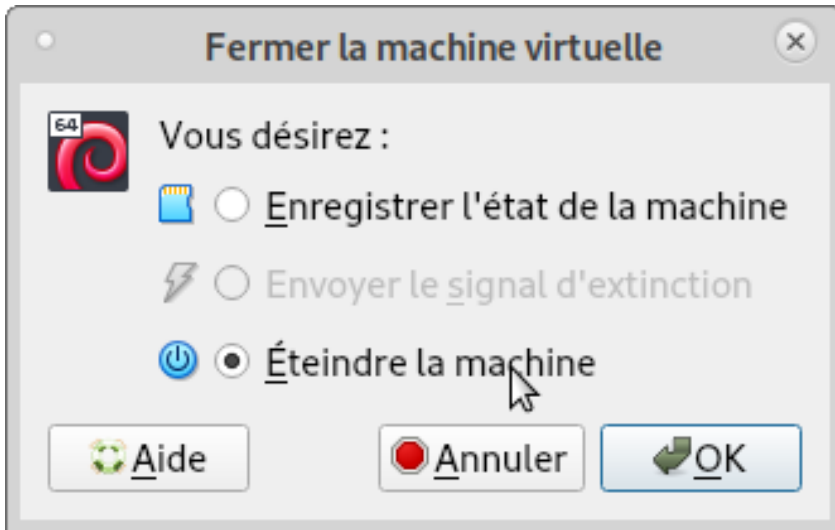 Fermer la machine virtuelle
64
Vous désirez :
Enregistrer l'état de la machine
Envoyer le signal d'extinction
Éteindre la machine
Aide
Annuler
OK